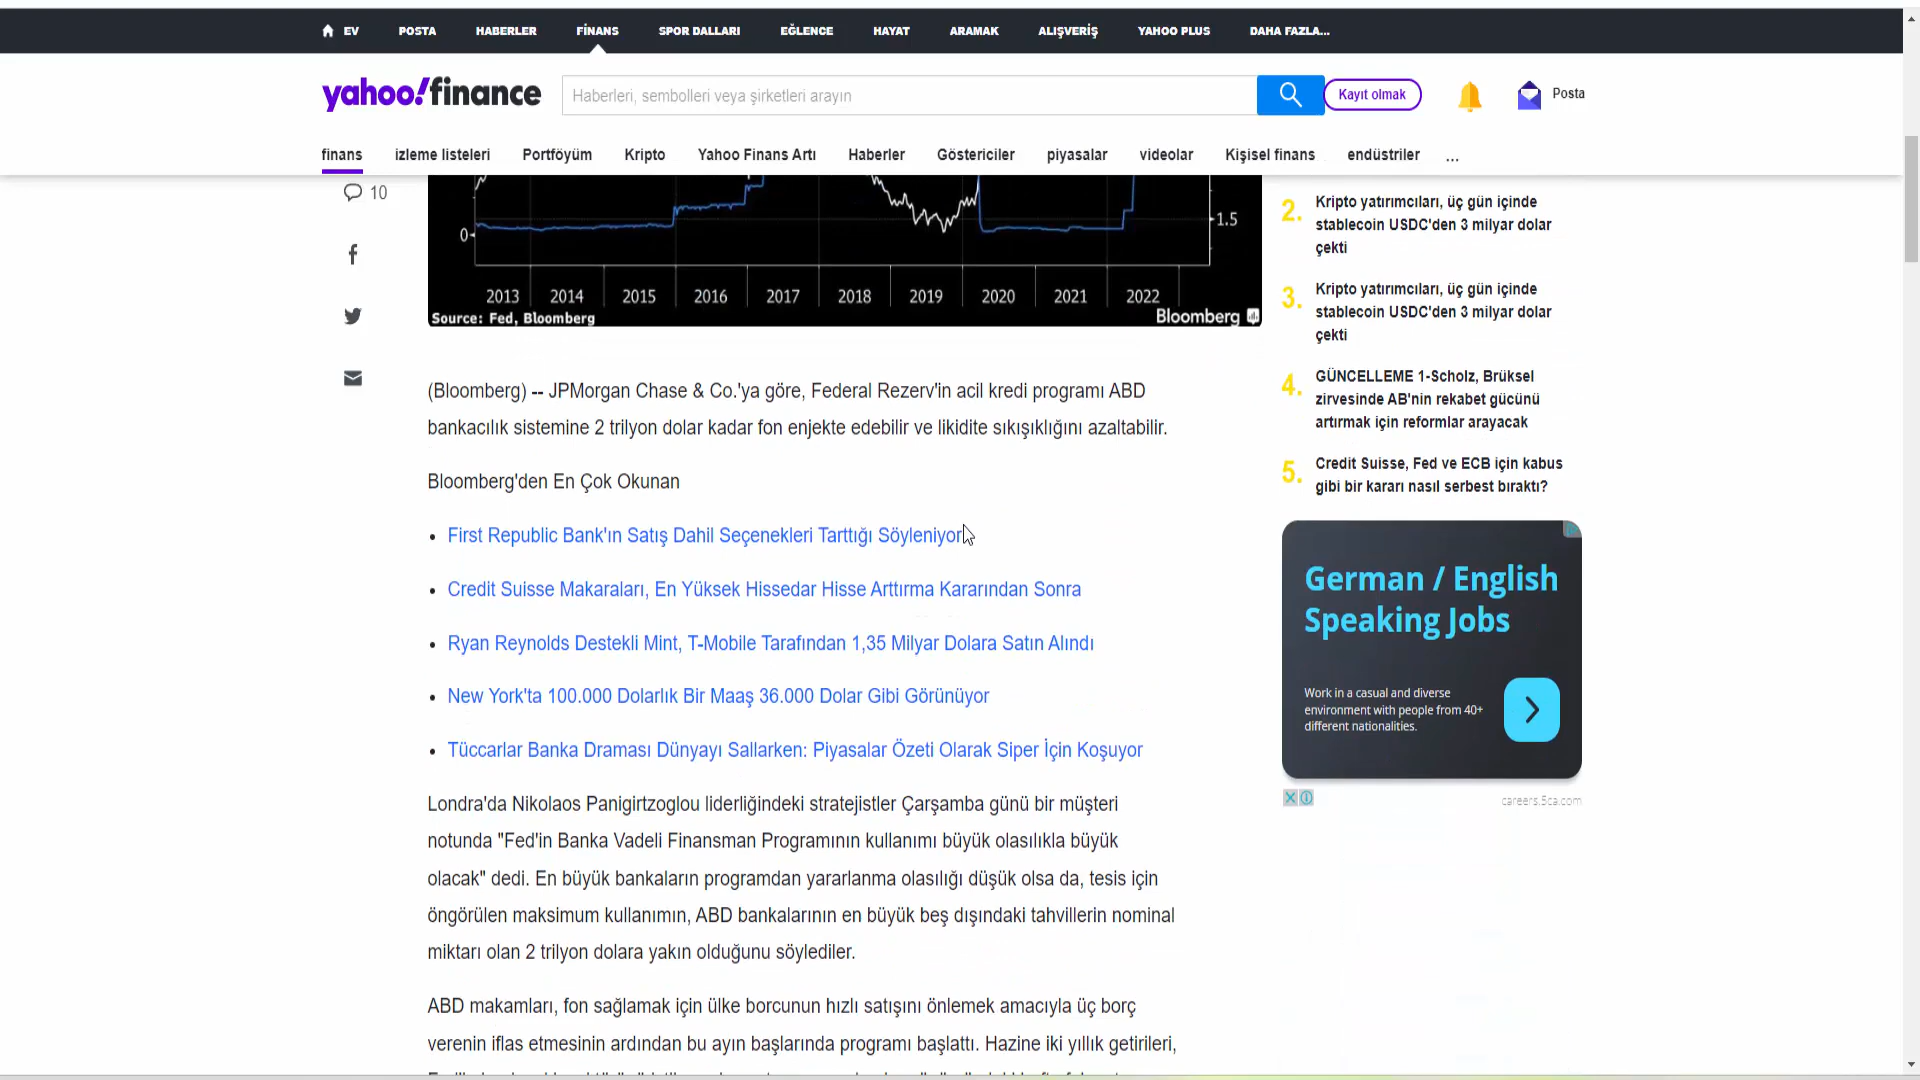 EV POSTA HABERLER FİNANS SPOR DALLARI EĞLENCE HAYAT ARAMAK ALIŞVERİŞ YAHOO PLUS DAHA FAZLA...
yahoo!finance
Haberleri, sembolleri veya şirketleri arayın
Kayıt olmak
Posta
finans izleme listeleri Portföyüm Kripto Yahoo Finans Artı Haberler Göstericiler piyasalar videolar Kişisel finans endüstriler ...
10
0
1.5
2013 2014 2015 2016 2017 2018 2019 2020 2021 2022
Source: Fed, Bloomberg
Bloomberg
(Bloomberg) -- JPMorgan Chase & Co.'ya göre, Federal Rezerv'in acil kredi programı ABD
bankacılık sistemine 2 trilyon dolar kadar fon enjekte edebilir ve likidite sıkışıklığını azaltabilir.
Bloomberg'den En Çok Okunan
• First Republic Bank'ın Satış Dahil Seçenekleri Tarttığı Söyleniyor
• Credit Suisse Makaraları, En Yüksek Hissedar Hisse Arttırma Kararından Sonra
• Ryan Reynolds Destekli Mint, T-Mobile Tarafından 1,35 Milyar Dolara Satın Alındı
• New York'ta 100.000 Dolarlık Bir Maaş 36.000 Dolar Gibi Görünüyor
• Tüccarlar Banka Draması Dünyayı Sallarken: Piyasalar Özeti Olarak Siper İçin Koşuyor
Londra'da Nikolaos Panigirtzoglou liderliğindeki stratejistler Çarşamba günü bir müşteri
notunda "Fed'in Banka Vadeli Finansman Programının kullanımı büyük olasılıkla büyük
olacak" dedi. En büyük bankaların programdan yararlanma olasılığı düşük olsa da, tesis için
öngörülen maksimum kullanımın, ABD bankalarının en büyük beş dışındaki tahvillerin nominal
miktarı olan 2 trilyon dolara yakın olduğunu söylediler.
ABD makamları, fon sağlamak için ülke borcunun hızlı satışını önlemek amacıyla üç borç
verenin iflas etmesinin ardından bu ayın başlarında programı başlattı. Hazine iki yıllık getirileri,
2. Kripto yatırımcıları, üç gün içinde
stablecoin USDC'den 3 milyar dolar
çekti
3. Kripto yatırımcıları, üç gün içinde
stablecoin USDC'den 3 milyar dolar
çekti
4. GÜNCELLEME 1-Scholz, Brüksel
zirvesinde AB'nin rekabet gücünü
artırmak için reformlar arayacak
5. Credit Suisse, Fed ve ECB için kabus
gibi bir kararı nasıl serbest bıraktı?
German / English
Speaking Jobs
Work in a casual and diverse
environment with people from 40+
different nationalities.
careers.5ca.com